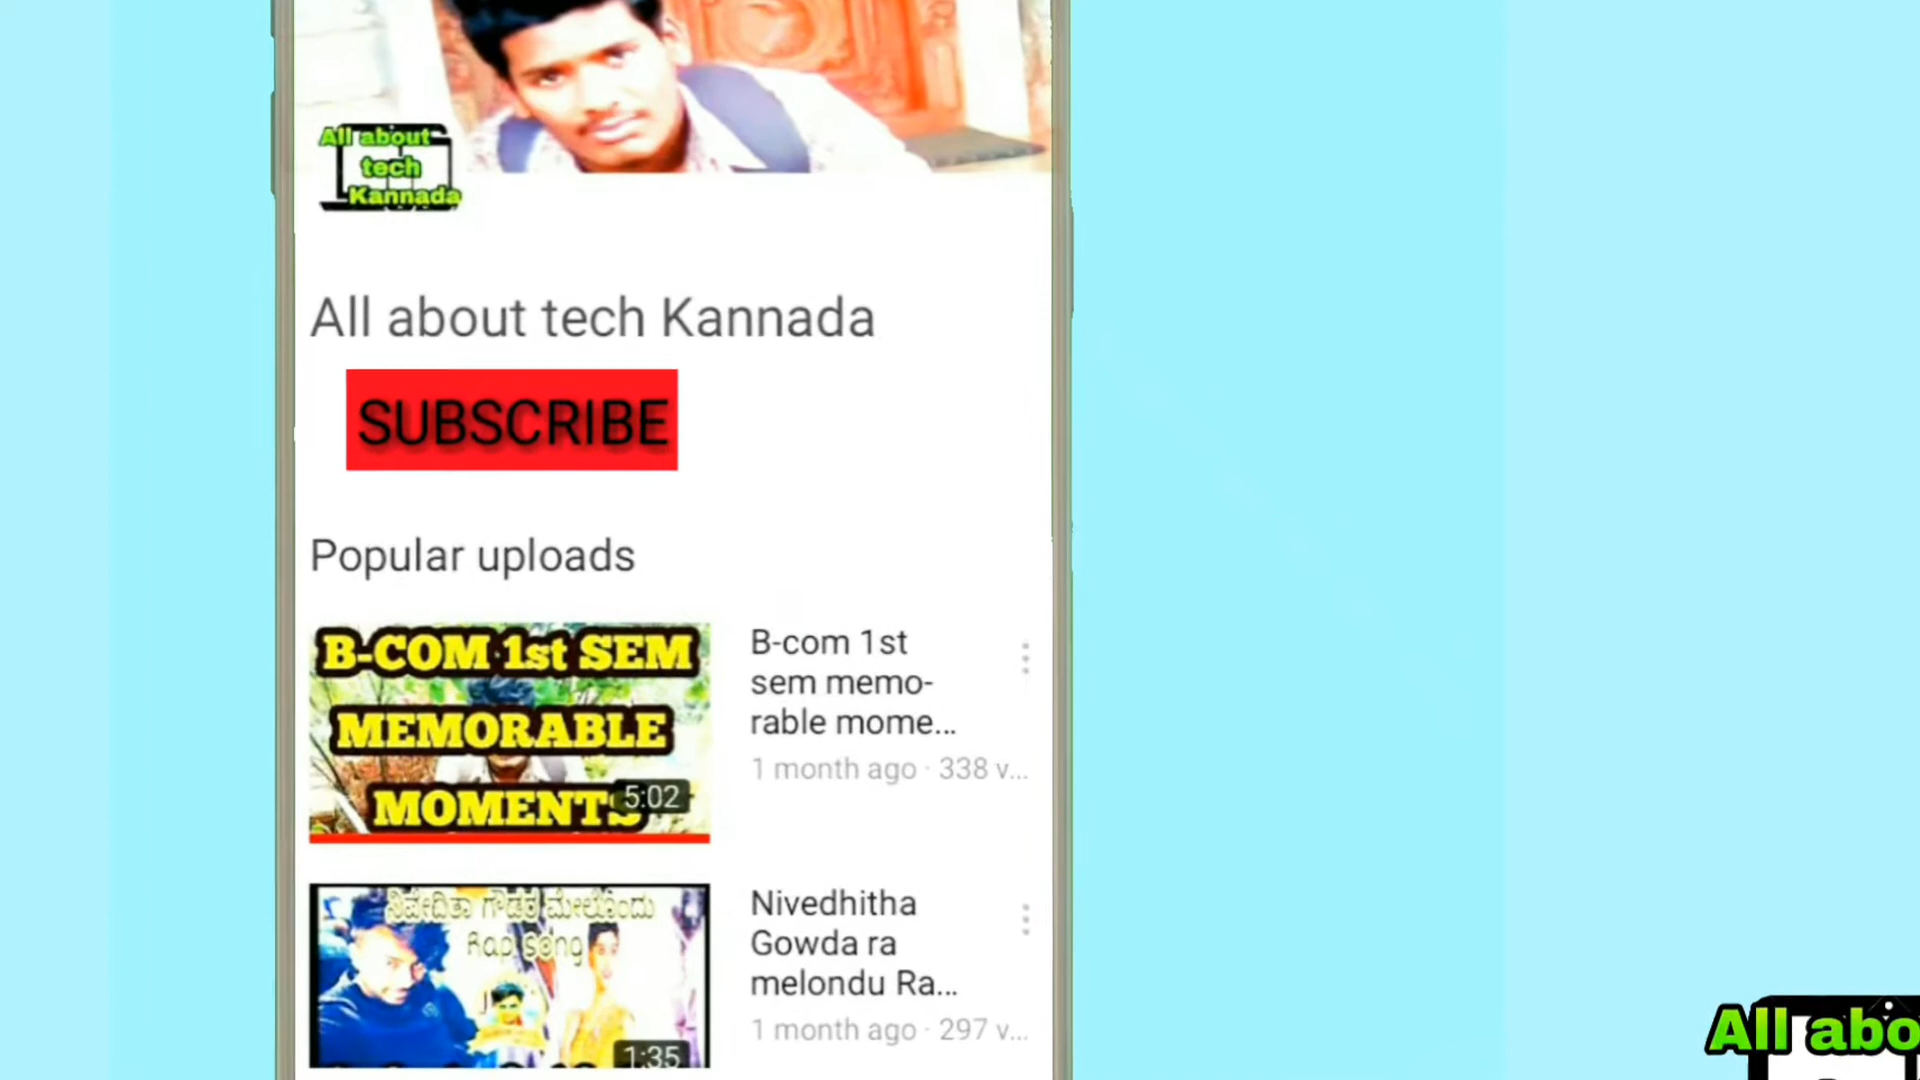 All about
tech
Kannada
All about tech Kannada
SUBSCRIBE
Popular uploads
B-COM 1st SEM
MEMORABLE
MOMENTS
5:02
B-com 1st
sem memo-
rable mome...
1 month ago · 338 v...
ನಿವೇದಿತಾ ಗೌಡರ ಮೇಲೊಂದು
Rap song
1:35
Nivedhitha
Gowda ra
melondu Ra...
1 month ago · 297 v...
All abo